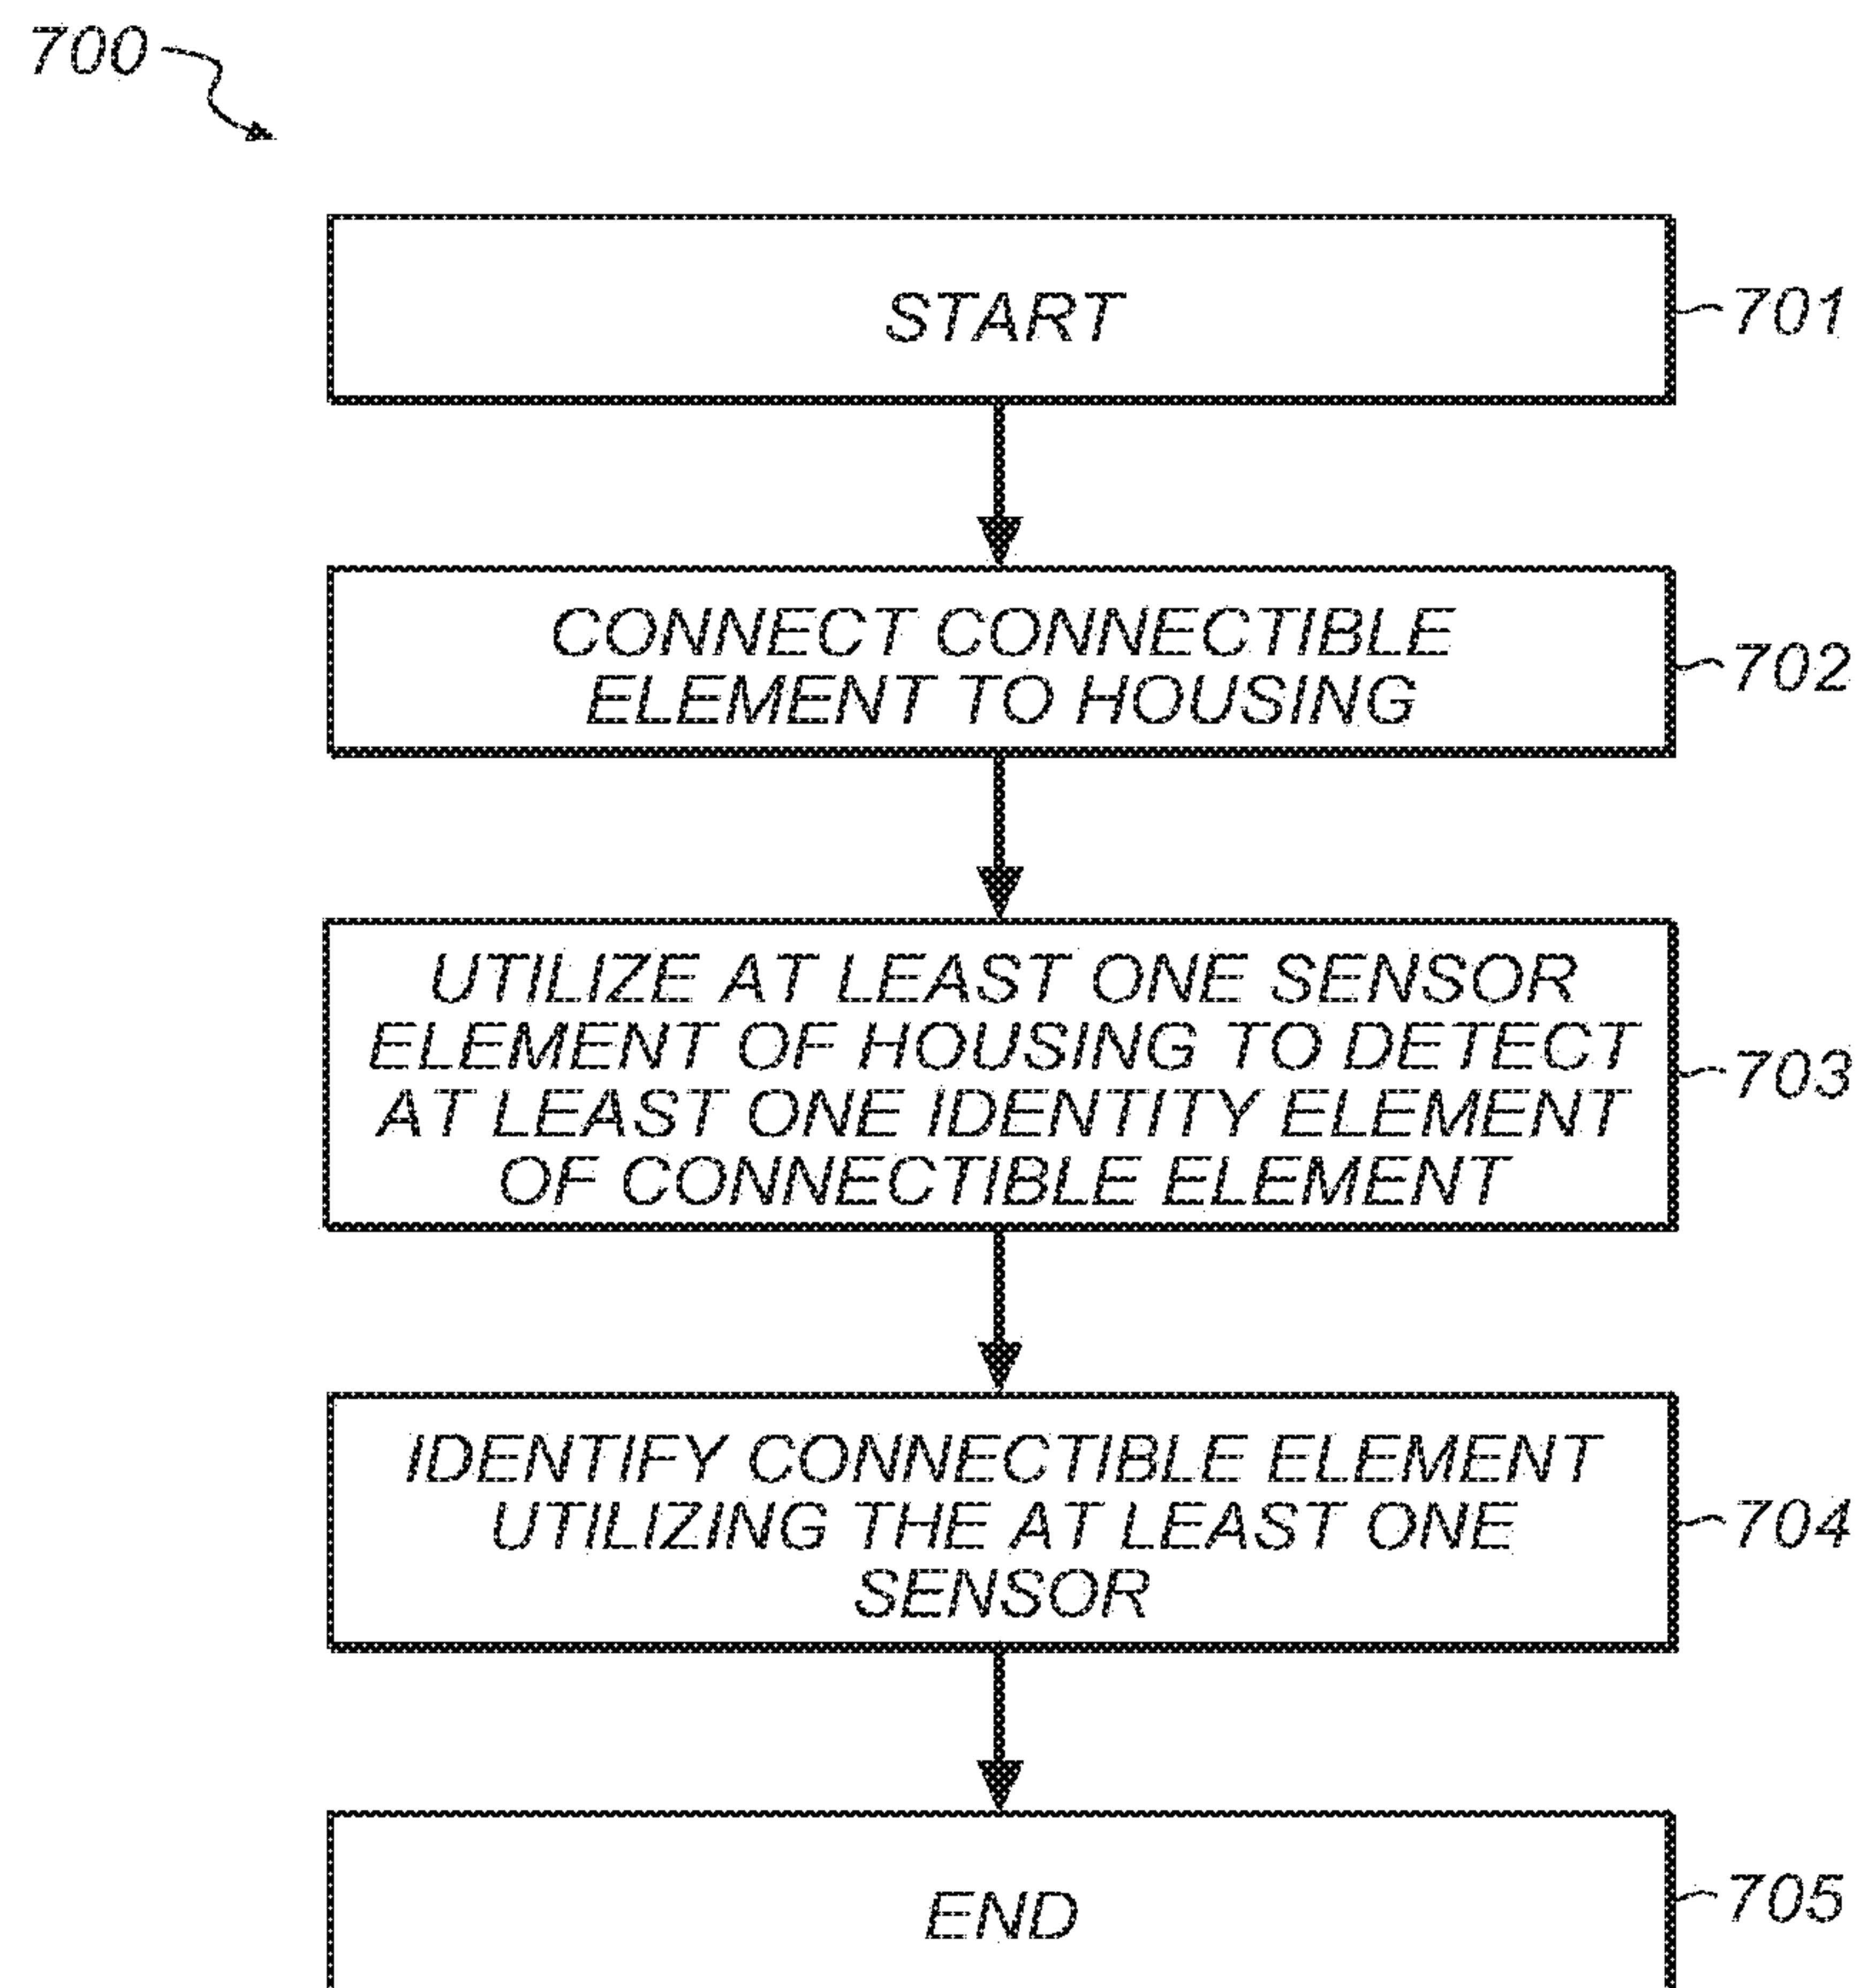 700
START
701
CONNECT CONNECTIBLE
ELEMENT TO HOUSING
702
UTILIZE AT LEAST ONE SENSOR
ELEMENT OF HOUSING TO DETECT
AT LEAST ONE IDENTITY ELEMENT
OF CONNECTIBLE ELEMENT
703
IDENTIFY CONNECTIBLE ELEMENT
UTILIZING THE AT LEAST ONE
SENSOR
704
END
705